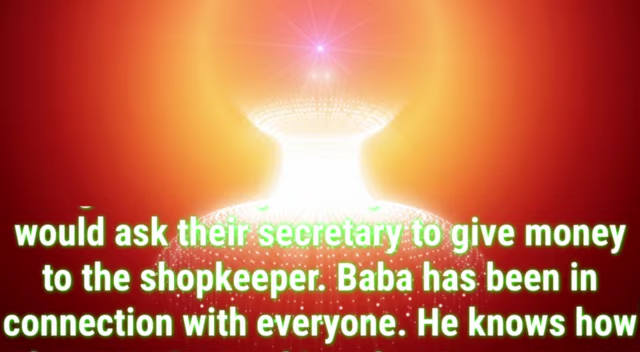 would ask their secretary to give money
to the shopkeeper. Baba has been in
connection with everyone. He knows how